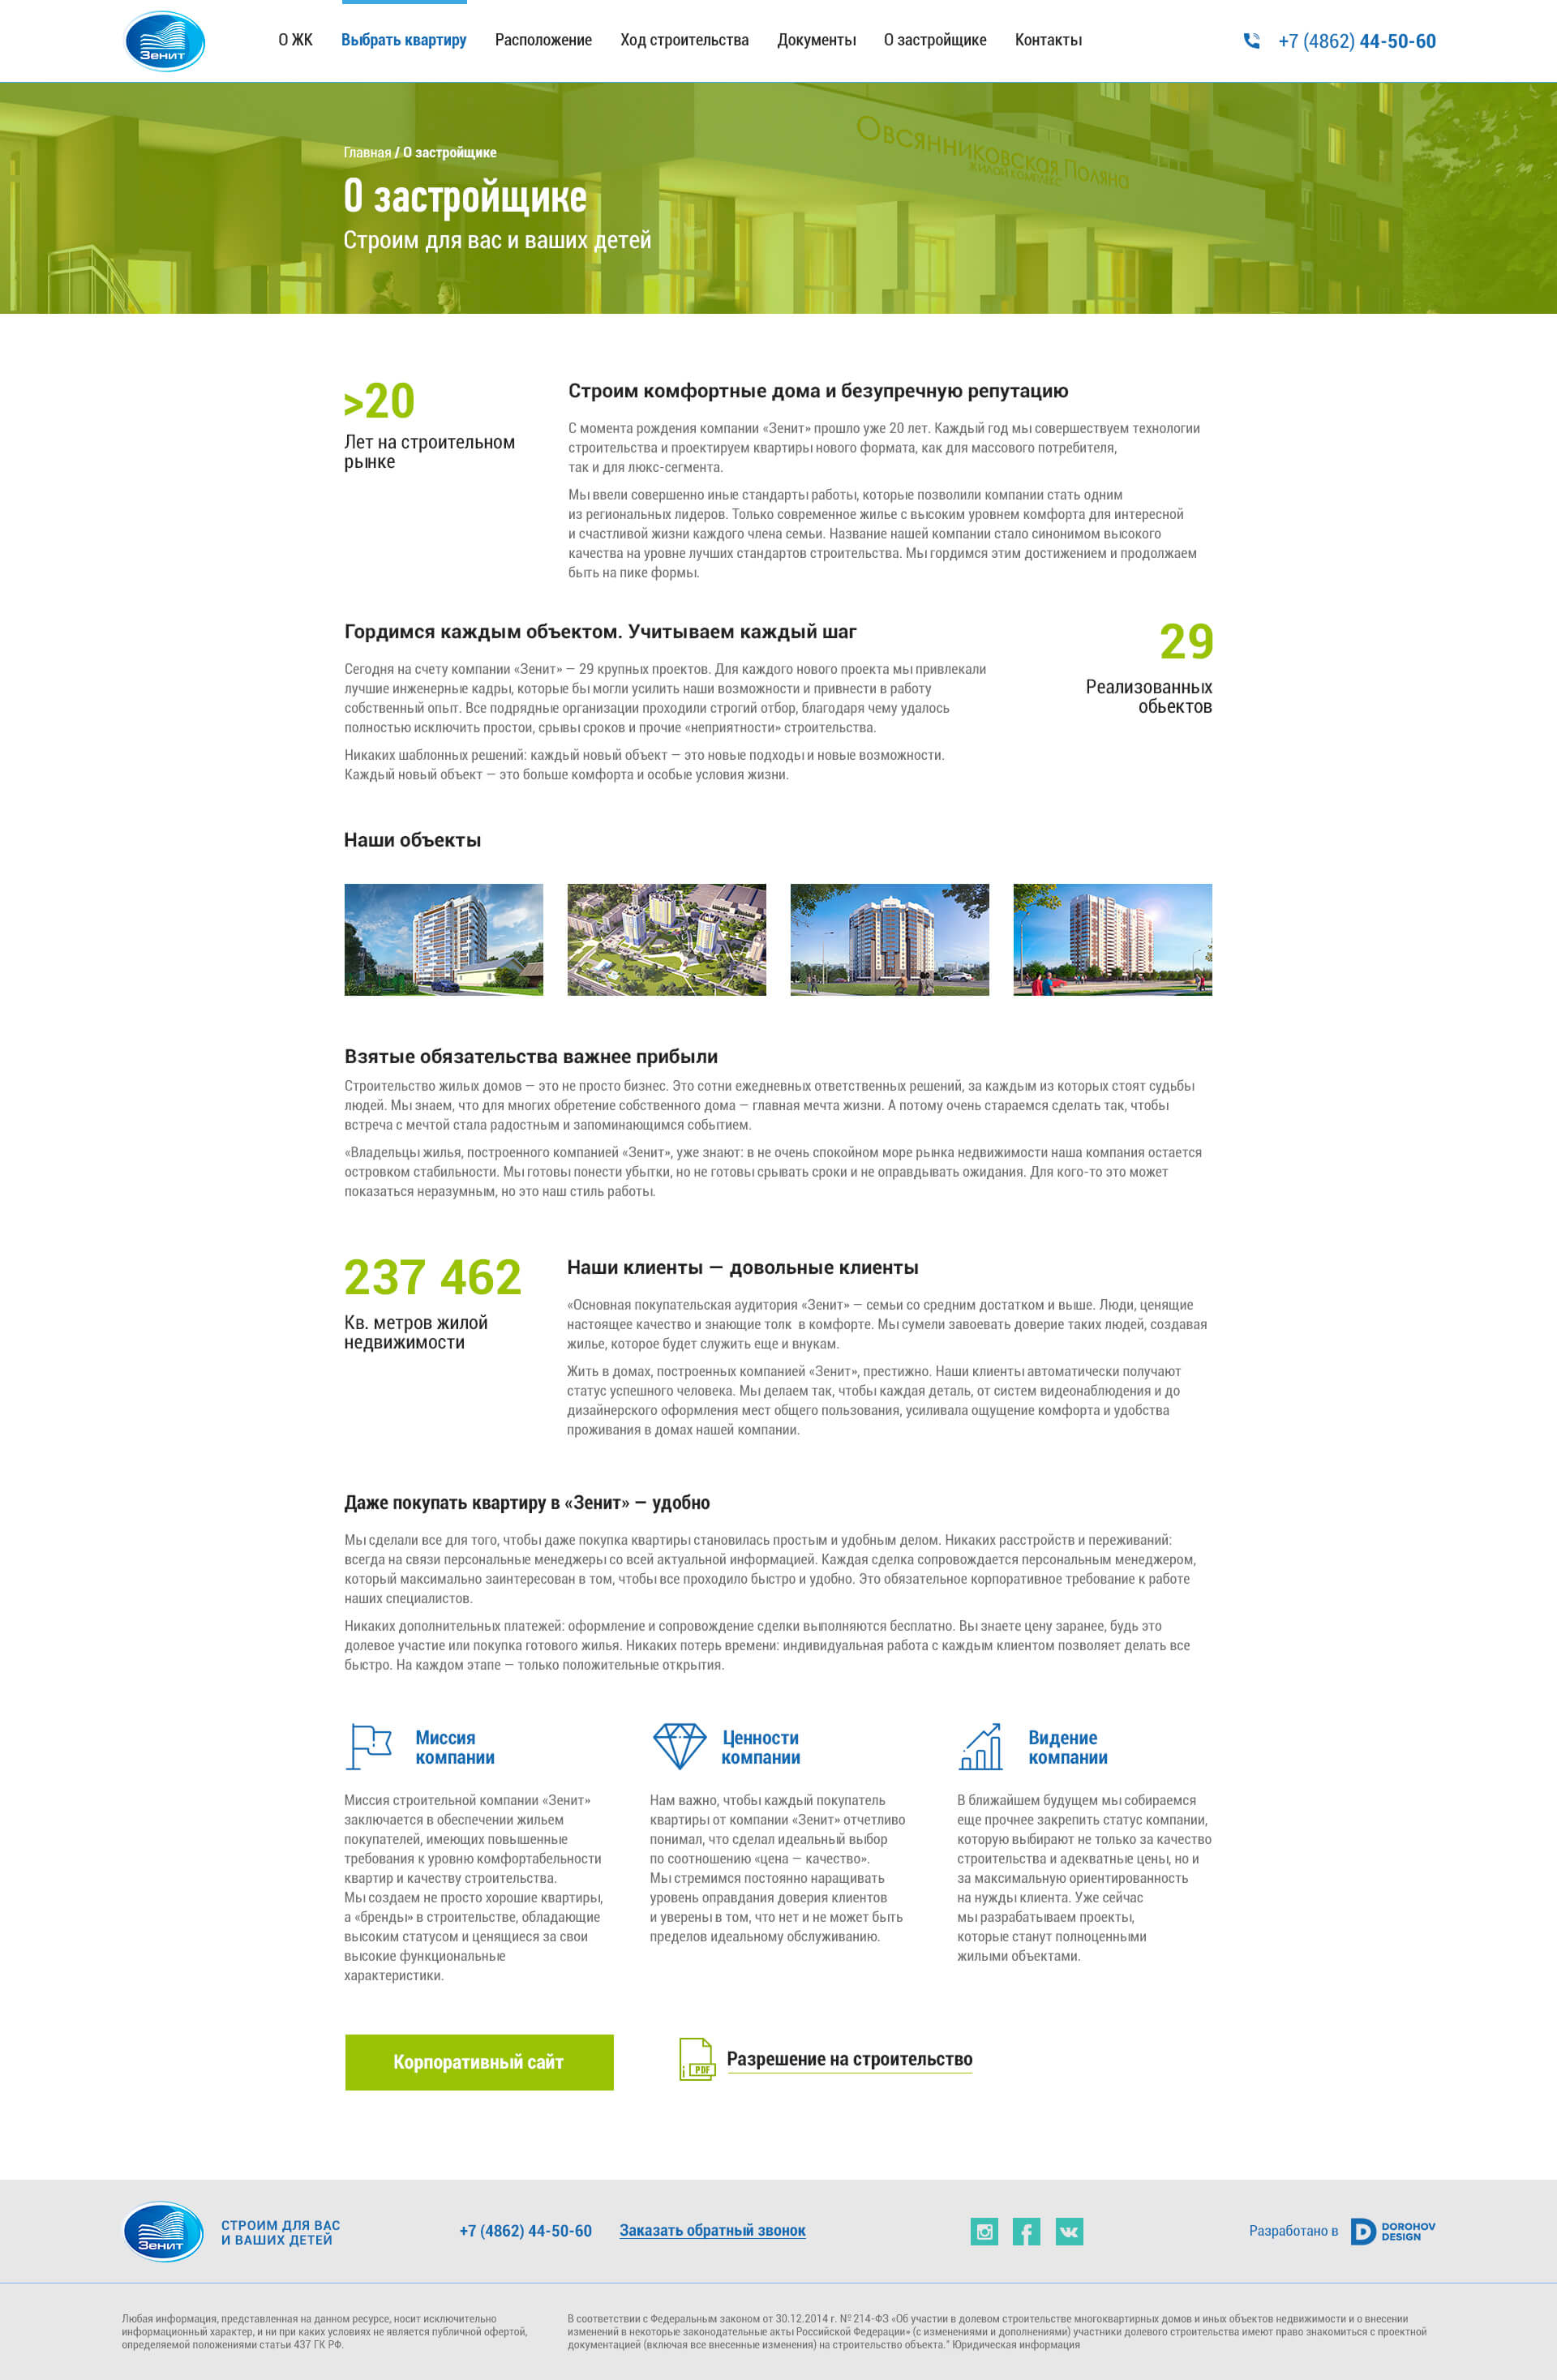 Зенит
О ЖК
Выбрать квартиру
Расположение
Ход строительства
Документы
О застройщике
Контакты
+7 (4862) 44-50-60
Овсянниковская Поляна
ЖИЛОЙ КОМПЛЕКС
Главная / О застройщике
О застройщике
Строим для вас и ваших детей
>20
Лет на строительном
рынке
Строим комфортные дома и безупречную репутацию
С момента рождения компании «Зенит» прошло уже 20 лет. Каждый год мы совершествуем технологии
строительства и проектируем квартиры нового формата, как для массового потребителя,
так и для люкс-сегмента.
Мы ввели совершенно иные стандарты работы, которые позволили компании стать одним
из региональных лидеров. Только современное жилье с высоким уровнем комфорта для интересной
и счастливой жизни каждого члена семьи. Название нашей компании стало синонимом высокого
качества на уровне лучших стандартов строительства. Мы гордимся этим достижением и продолжаем
быть на пике формы.
Гордимся каждым объектом. Учитываем каждый шаг
Сегодня на счету компании «Зенит» — 29 крупных проектов. Для каждого нового проекта мы привлекали
лучшие инженерные кадры, которые бы могли усилить наши возможности и привнести в работу
собственный опыт. Все подрядные организации проходили строгий отбор, благодаря чему удалось
полностью исключить простои, срывы сроков и прочие «неприятности» строительства.
Никаких шаблонных решений: каждый новый объект — это новые подходы и новые возможности.
Каждый новый объект — это больше комфорта и особые условия жизни.
29
Реализованных
обьектов
Наши объекты
Взятые обязательства важнее прибыли
Строительство жилых домов — это не просто бизнес. Это сотни ежедневных ответственных решений, за каждым из которых стоят судьбы
людей. Мы знаем, что для многих обретение собственного дома — главная мечта жизни. А потому очень стараемся сделать так, чтобы
встреча с мечтой стала радостным и запоминающимся событием.
«Владельцы жилья, построенного компанией «Зенит», уже знают: в не очень спокойном море рынка недвижимости наша компания остается
островком стабильности. Мы готовы понести убытки, но не готовы срывать сроки и не оправдывать ожидания. Для кого-то это может
показаться неразумным, но это наш стиль работы.
237 462
Кв. метров жилой
недвижимости
Наши клиенты — довольные клиенты
«Основная покупательская аудитория «Зенит» — семьи со средним достатком и выше. Люди, ценящие
настоящее качество и знающие толк  в комфорте. Мы сумели завоевать доверие таких людей, создавая
жилье, которое будет служить еще и внукам.
Жить в домах, построенных компанией «Зенит», престижно. Наши клиенты автоматически получают
статус успешного человека. Мы делаем так, чтобы каждая деталь, от систем видеонаблюдения и до
дизайнерского оформления мест общего пользования, усиливала ощущение комфорта и удобства
проживания в домах нашей компании.
Даже покупать квартиру в «Зенит» — удобно
Мы сделали все для того, чтобы даже покупка квартиры становилась простым и удобным делом. Никаких расстройств и переживаний:
всегда на связи персональные менеджеры со всей актуальной информацией. Каждая сделка сопровождается персональным менеджером,
который максимально заинтересован в том, чтобы все проходило быстро и удобно. Это обязательное корпоративное требование к работе
наших специалистов.
Никаких дополнительных платежей: оформление и сопровождение сделки выполняются бесплатно. Вы знаете цену заранее, будь это
долевое участие или покупка готового жилья. Никаких потерь времени: индивидуальная работа с каждым клиентом позволяет делать все
быстро. На каждом этапе — только положительные открытия.
Миссия
компании
Миссия строительной компании «Зенит»
заключается в обеспечении жильем
покупателей, имеющих повышенные
требования к уровню комфортабельности
квартир и качеству строительства.
Мы создаем не просто хорошие квартиры,
а «бренды» в строительстве, обладающие
высоким статусом и ценящиеся за свои
высокие функциональные
характеристики.
Ценности
компании
Нам важно, чтобы каждый покупатель
квартиры от компании «Зенит» отчетливо
понимал, что сделал идеальный выбор
по соотношению «цена — качество».
Мы стремимся постоянно наращивать
уровень оправдания доверия клиентов
и уверены в том, что нет и не может быть
пределов идеальному обслуживанию.
Видение
компании
В ближайшем будущем мы собираемся
еще прочнее закрепить статус компании,
которую выбирают не только за качество
строительства и адекватные цены, но и
за максимальную ориентированность
на нужды клиента. Уже сейчас
мы разрабатываем проекты,
которые станут полноценными
жилыми объектами.
Корпоративный сайт
PDF
Разрешение на строительство
Зенит
СТРОИМ ДЛЯ ВАС
И ВАШИХ ДЕТЕЙ
+7 (4862) 44-50-60
Заказать обратный звонок
Разработано в
DOROHOV
DESIGN
Любая информация, представленная на данном ресурсе, носит исключительно
информационный характер, и ни при каких условиях не является публичной офертой,
определяемой положениями статьи 437 ГК РФ.
В соответствии с Федеральным законом от 30.12.2014 г. № 214-ФЗ «Об участии в долевом строительстве многоквартирных домов и иных объектов недвижимости и о внесении
изменений в некоторые законодательные акты Российской Федерации» (с изменениями и дополнениями) участники долевого строительства имеют право знакомиться с проектной
документацией (включая все внесенные изменения) на строительство объекта." Юридическая информация